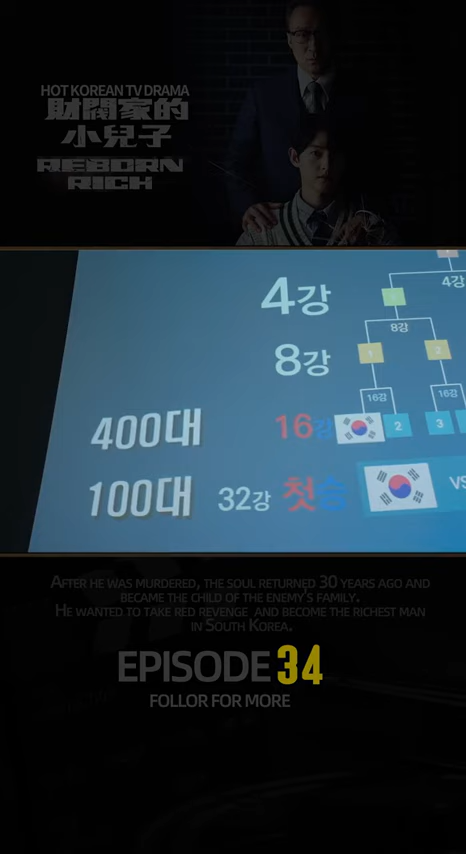 HOT KOREAN TV DRAMA
財閥家的
小兒子
REBORN
RICH
4강
4강
8강
8강
1
2
16강
16강
400대
16강
2
3
100대
32강 첫승
VS
AFTER HE WAS MURDERED, THE SOUL RETURNED 30 YEARS AGO AND
BECAME THE CHILD OF THE ENEMY'S FAMILY.
HE WANTED TO TAKE RED REVENGE AND BECOME THE RICHEST MAN
IN SOUTH KOREA.
EPISODE 34
FOLLOR FOR MORE